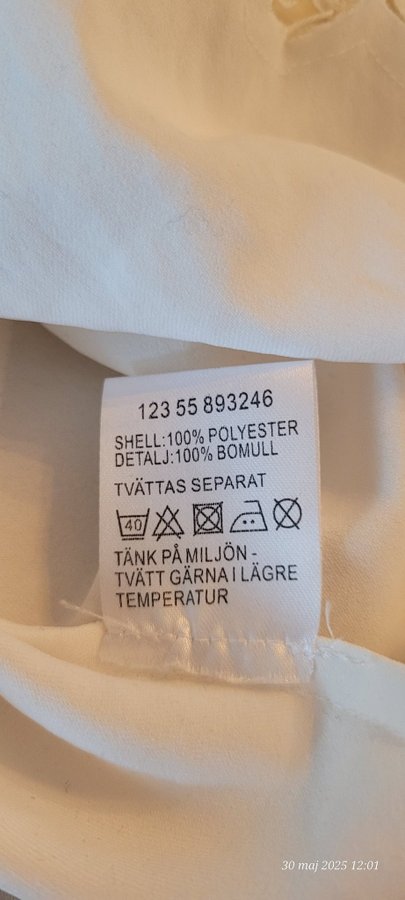 123 55 893246
SHELL:100% POLYESTER
DETALJ:100% BOMULL
TVÄTTAS SEPARAT
40
TÄNK PÅ MILJÖN -
TVÄTT GÄRNA I LÄGRE
TEMPERATUR
30 maj 2025 12:01